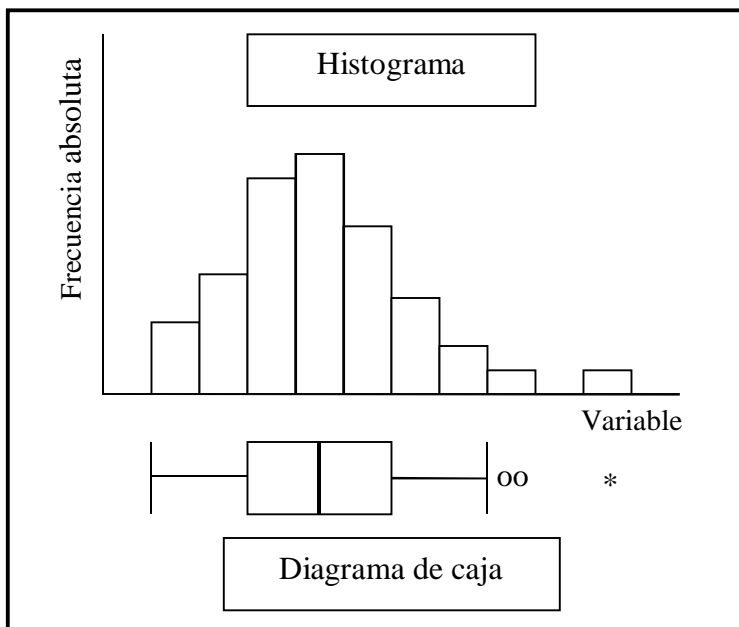 Histograma
Frecuencia absoluta
Variable
oo
*
Diagrama de caja